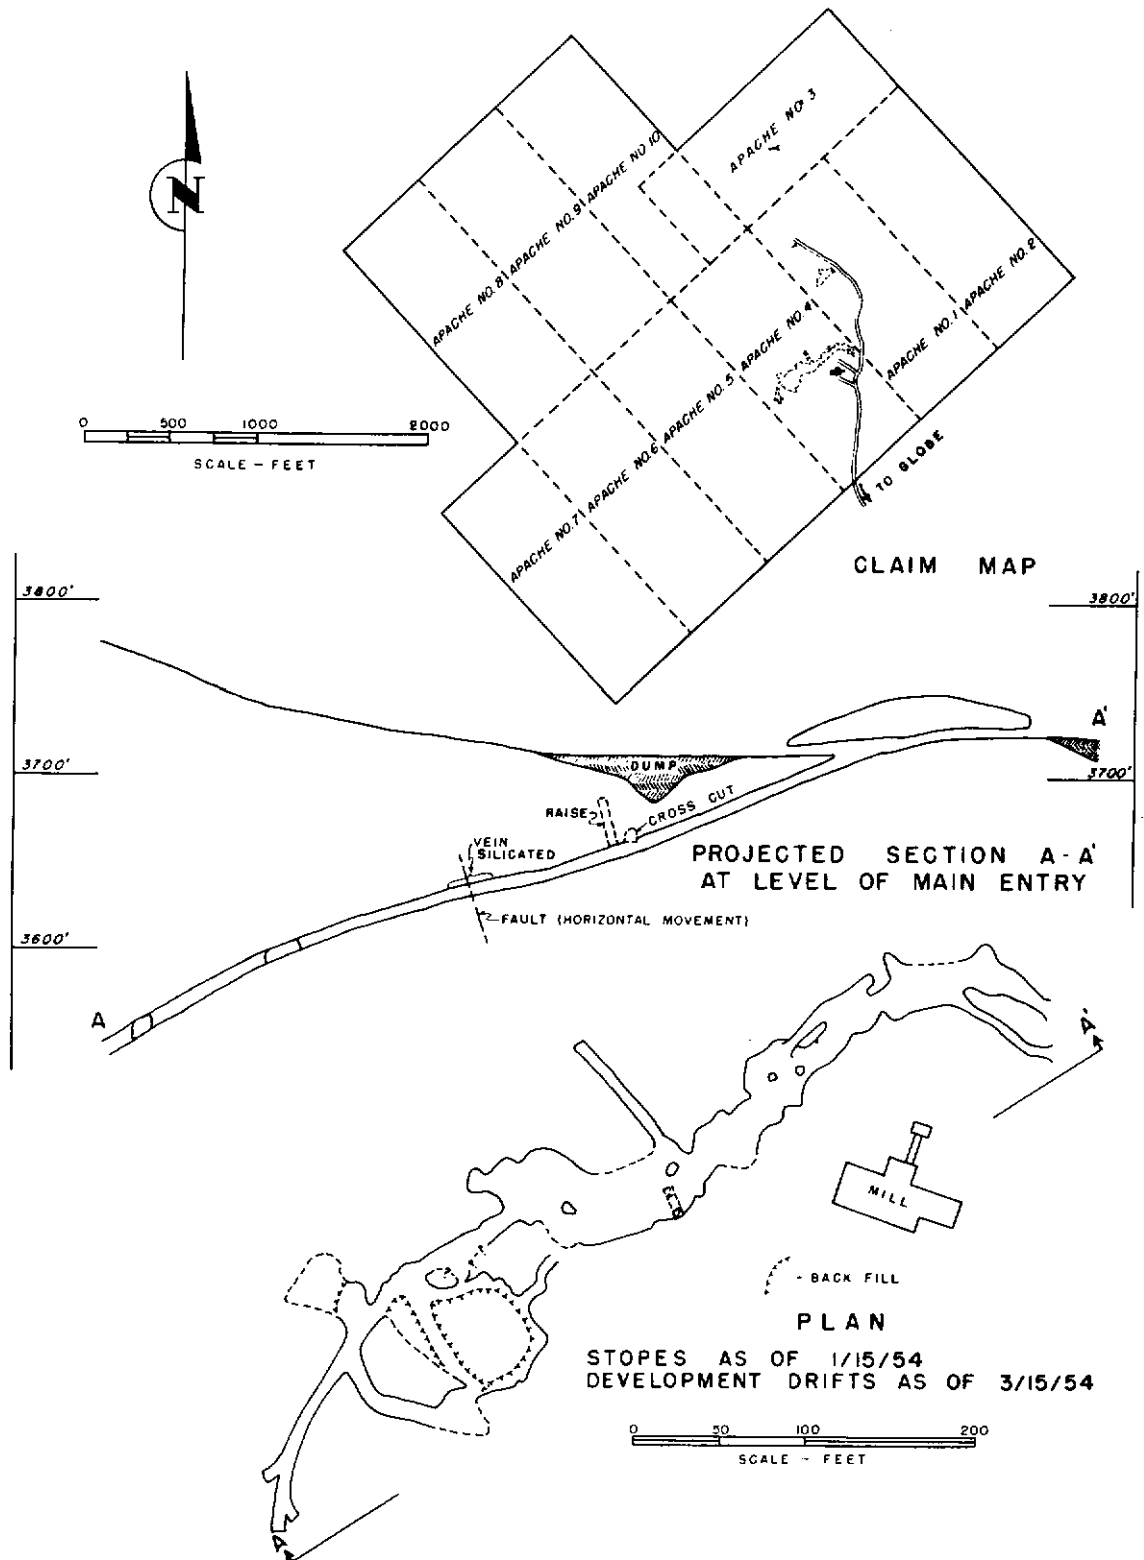 N
APACHE NO. 3
APACHE NO. 10
APACHE NO. 9
APACHE NO. 8
APACHE NO. 2
APACHE NO. 1
APACHE NO. 4
APACHE NO. 5
APACHE NO. 6
APACHE NO. 7
TO GLOBE
0 500 1000 2000
SCALE - FEET
CLAIM MAP
3800'
3800'
A'
3700'
DUMP
3700'
RAISE
CROSS CUT
VEIN
SILICATED
PROJECTED SECTION A-A'
AT LEVEL OF MAIN ENTRY
FAULT (HORIZONTAL MOVEMENT)
3600'
A
A'
MILL
- BACK FILL
PLAN
STOPES AS OF 1/15/54
DEVELOPMENT DRIFTS AS OF 3/15/54
0 50 100 200
SCALE - FEET
A